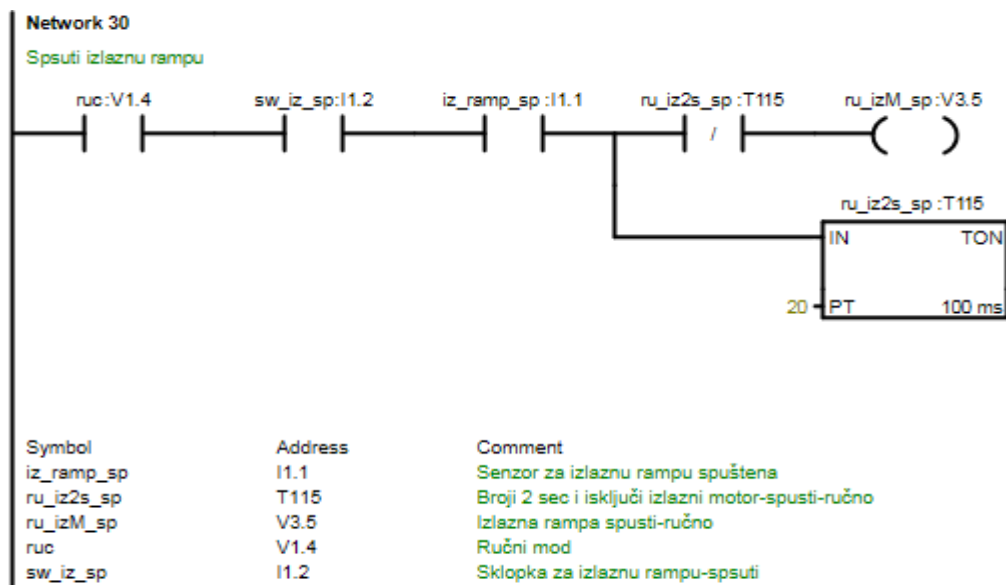 Network 30
Spsuti izlaznu rampu
ruc:V1.4 sw_iz_sp:I1.2 iz_ramp_sp :I1.1 ru_iz2s_sp :T115 ru_izM_sp:V3.5
/
ru_iz2s_sp :T115
IN TON
20 PT 100 ms
Symbol Address Comment
iz_ramp_sp I1.1 Senzor za izlaznu rampu spuštena
ru_iz2s_sp T115 Broji 2 sec i isključi izlazni motor-spusti-ručno
ru_izM_sp V3.5 Izlazna rampa spusti-ručno
ruc V1.4 Ručni mod
sw_iz_sp I1.2 Sklopka za izlaznu rampu-spsuti